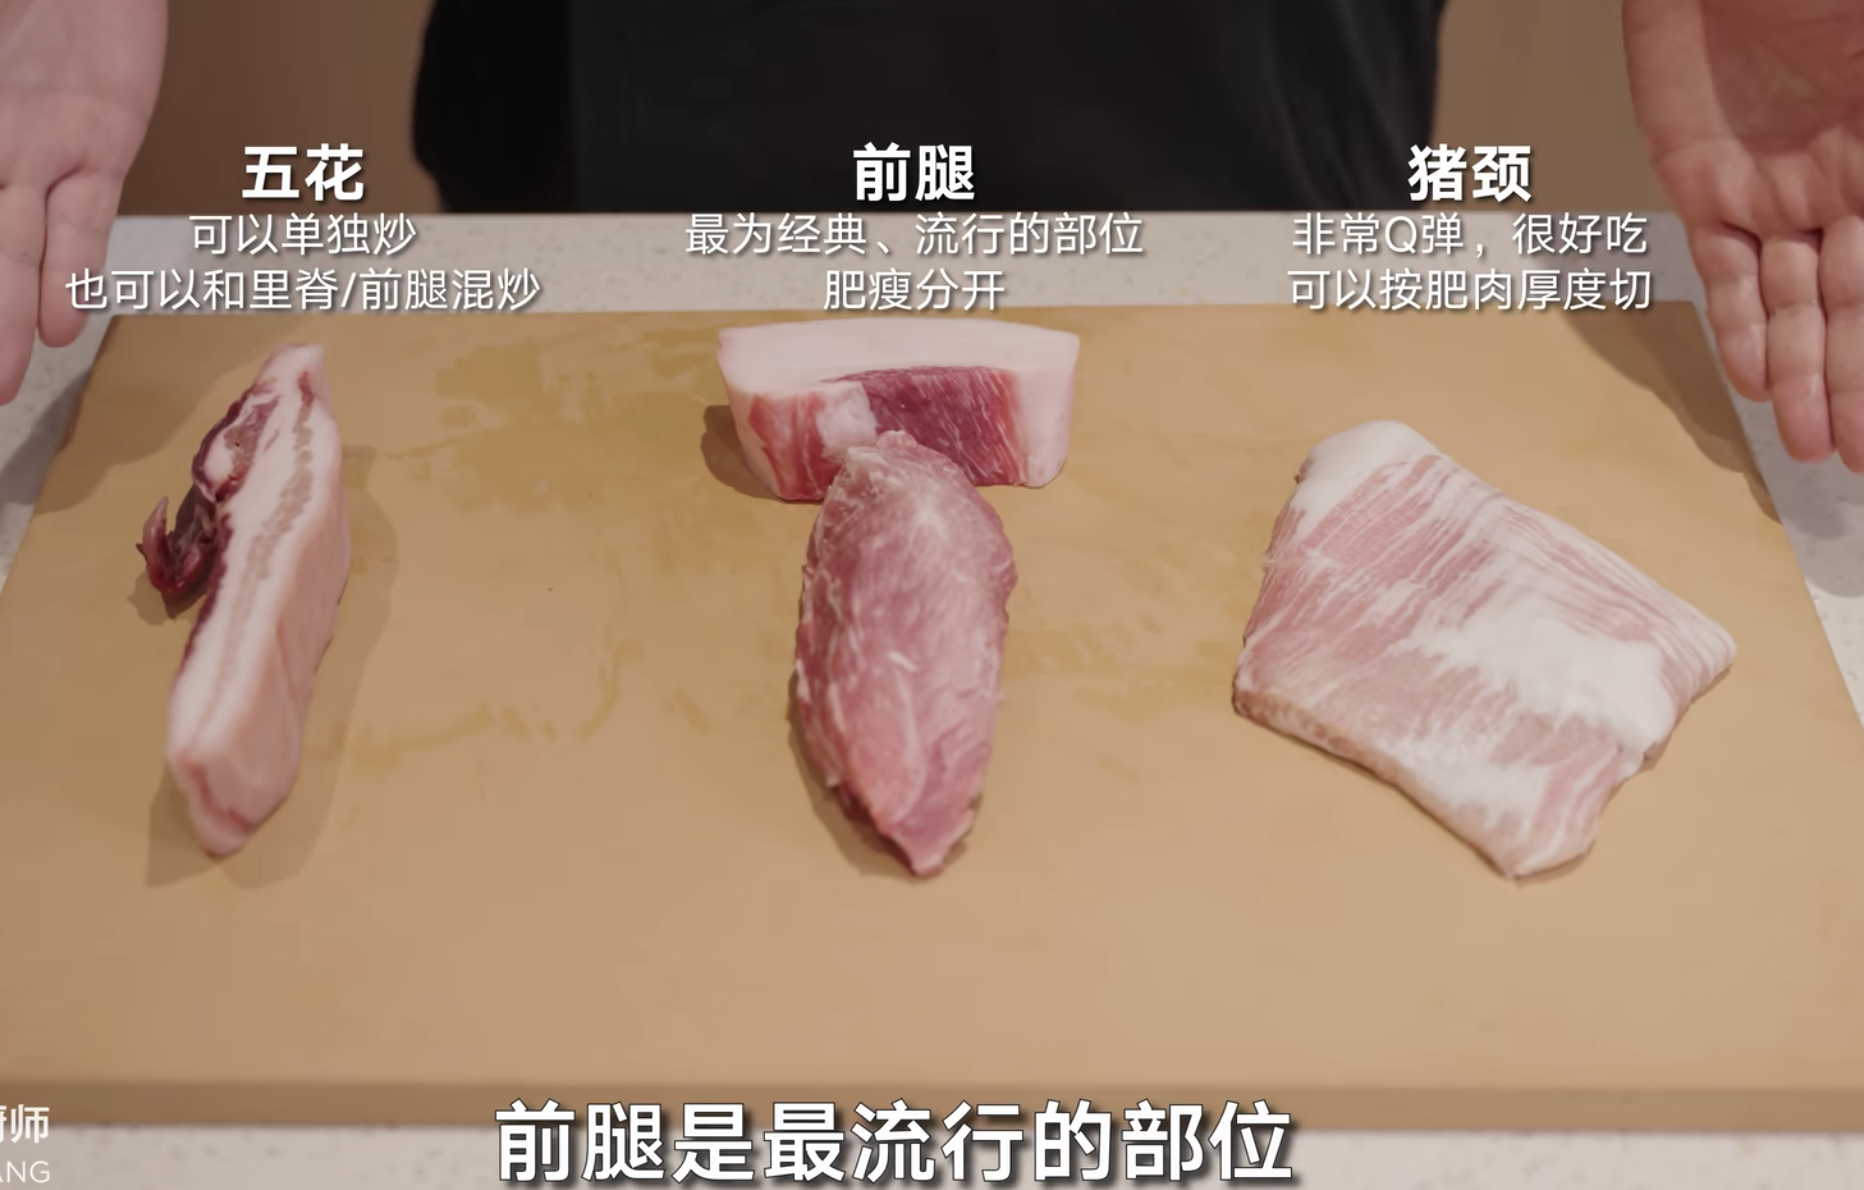 五花
可以单独炒
也可以和里脊/前腿混炒
前腿
最为经典、流行的部位
肥瘦分开
猪颈
非常Q弹，很好吃
可以按肥肉厚度切
师
ANG
前腿是最流行的部位